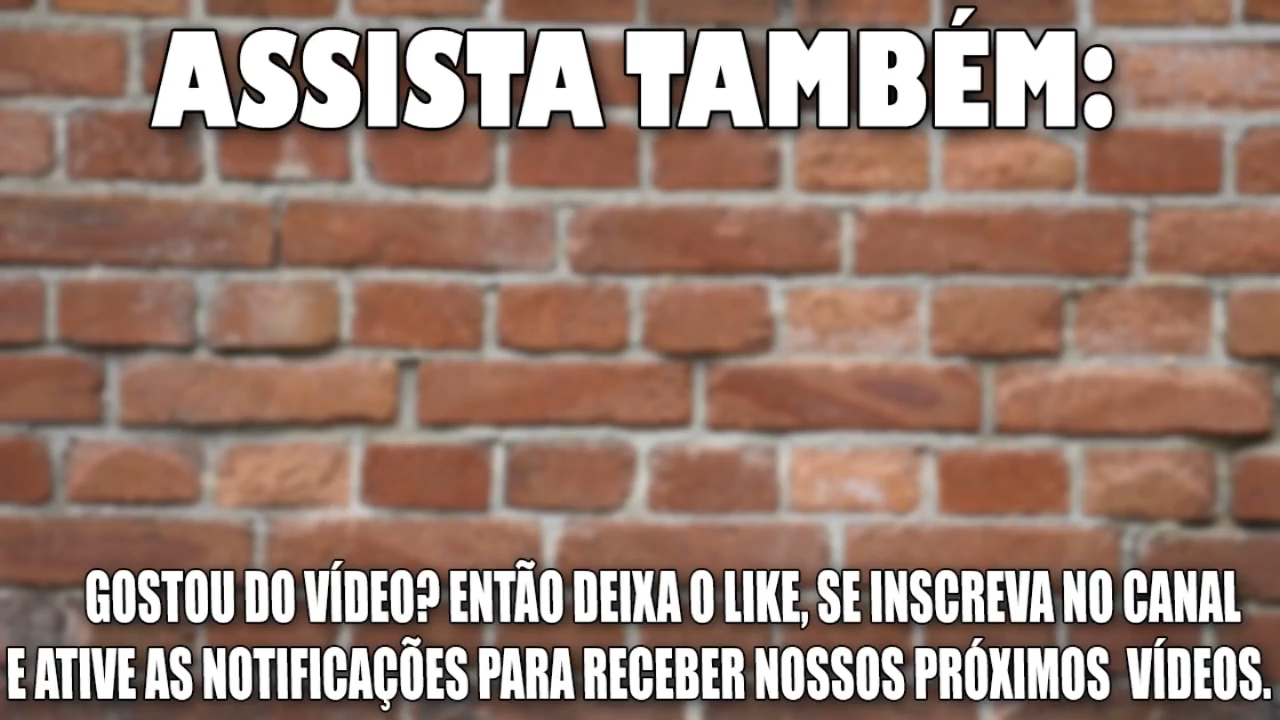 ASSISTA TAMBÉM:
GOSTOU DO VÍDEO? ENTÃO DEIXA O LIKE, SE INSCREVA NO CANAL
E ATIVE AS NOTIFICAÇÕES PARA RECEBER NOSSOS PRÓXIMOS VÍDEOS.